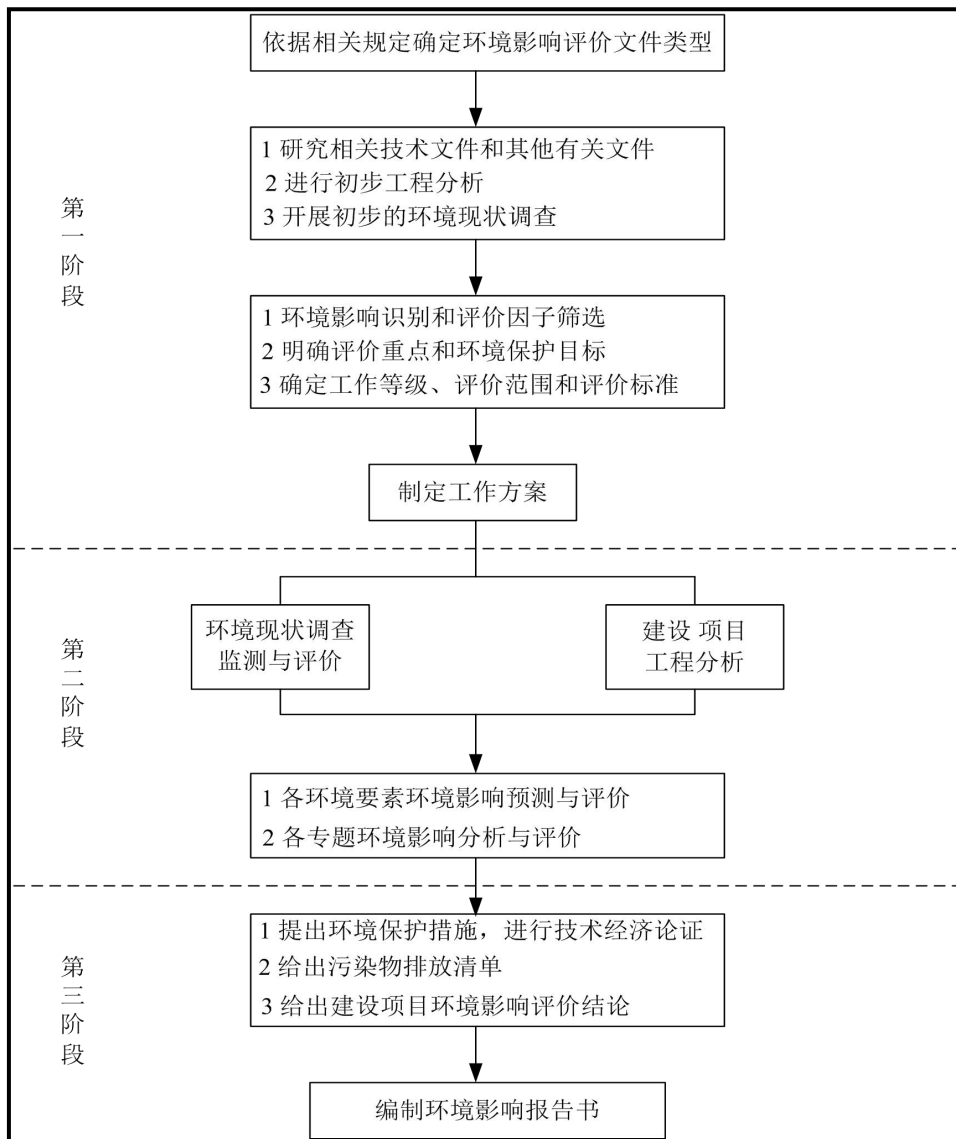 依据相关规定确定环境影响评价文件类型
1 研究相关技术文件和其他有关文件
2 进行初步工程分析
3 开展初步的环境现状调查
第一阶段
1 环境影响识别和评价因子筛选
2 明确评价重点和环境保护目标
3 确定工作等级、评价范围和评价标准
制定工作方案
环境现状调查
监测与评价
建设 项目
工程分析
第二阶段
1 各环境要素环境影响预测与评价
2 各专题环境影响分析与评价
1 提出环境保护措施，进行技术经济论证
2 给出污染物排放清单
3 给出建设项目环境影响评价结论
第三阶段
编制环境影响报告书